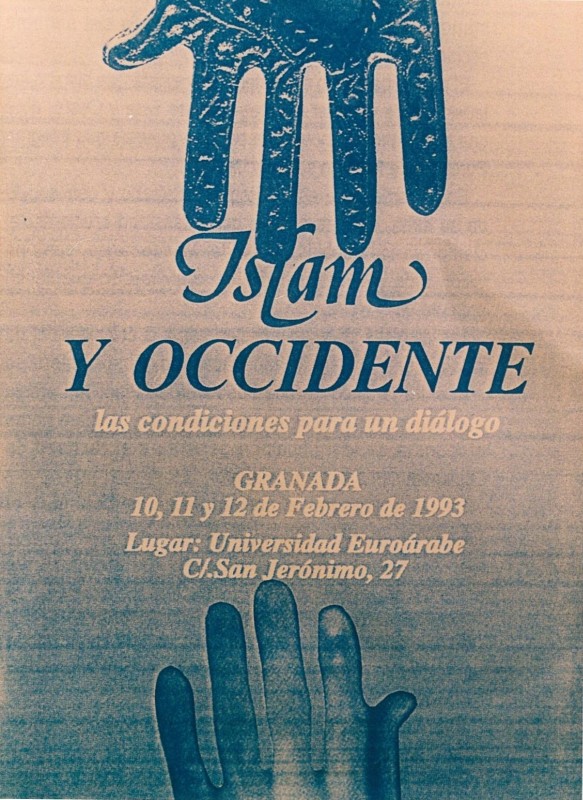 Islam
Y OCCIDENTE
las condiciones para un diálogo
GRANADA
10, 11 y 12 de Febrero de 1993
Lugar: Universidad Euroárabe
C/.San Jerónimo, 27